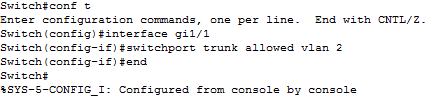 Switch#conf t
Enter configuration commands, one per line.  End with CNTL/Z.
Switch(config)#interface gi1/1
Switch(config-if)#switchport trunk allowed vlan 2
Switch(config-if)#end
Switch#
%SYS-5-CONFIG_I: Configured from console by console